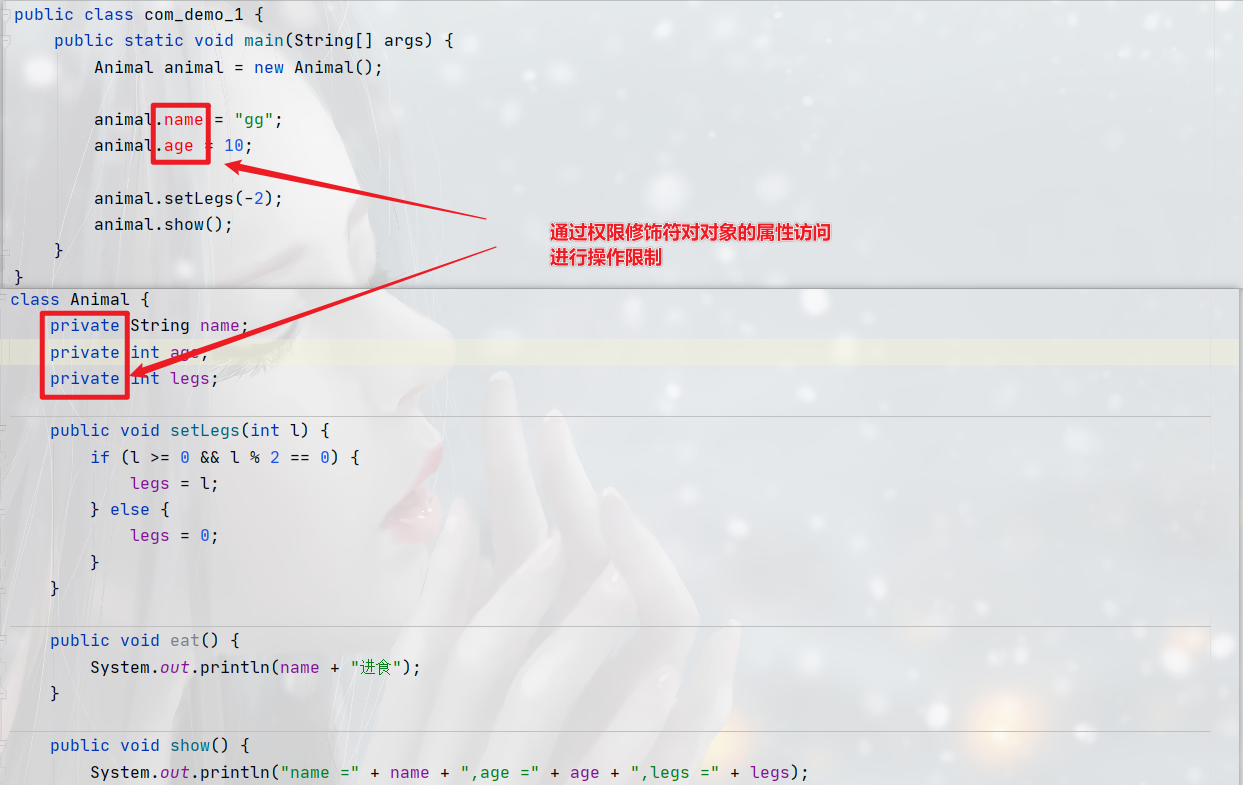 public class com_demo_1 {
    public static void main(String[] args) {
        Animal animal = new Animal();
        animal.name = "gg";
        animal.age = 10;
        animal.setLegs(-2);
        animal.show();
    }
}
通过权限修饰符对对象的属性访问
进行操作限制
class Animal {
    private String name;
    private int age;
    private int legs;
    public void setLegs(int l) {
        if (l >= 0 && l % 2 == 0) {
            legs = l;
        } else {
            legs = 0;
        }
    }
    public void eat() {
        System.out.println(name + "进食");
    }
    public void show() {
        System.out.println("name =" + name + ",age =" + age + ",legs =" + legs);